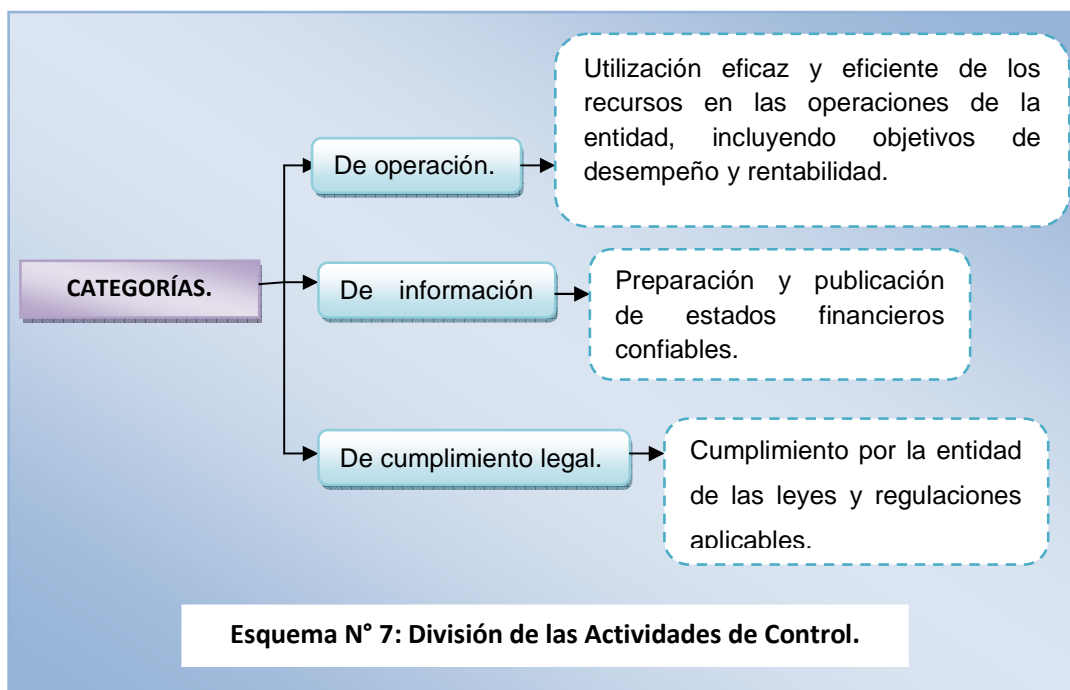 Utilización eficaz y eficiente de los
recursos en las operaciones de la
entidad, incluyendo objetivos de
desempeño y rentabilidad.
De operación.
CATEGORÍAS.
De información
Preparación y publicación
de estados financieros
confiables.
De cumplimiento legal.
Cumplimiento por la entidad
de las leyes y regulaciones
aplicables.
Esquema N° 7: División de las Actividades de Control.